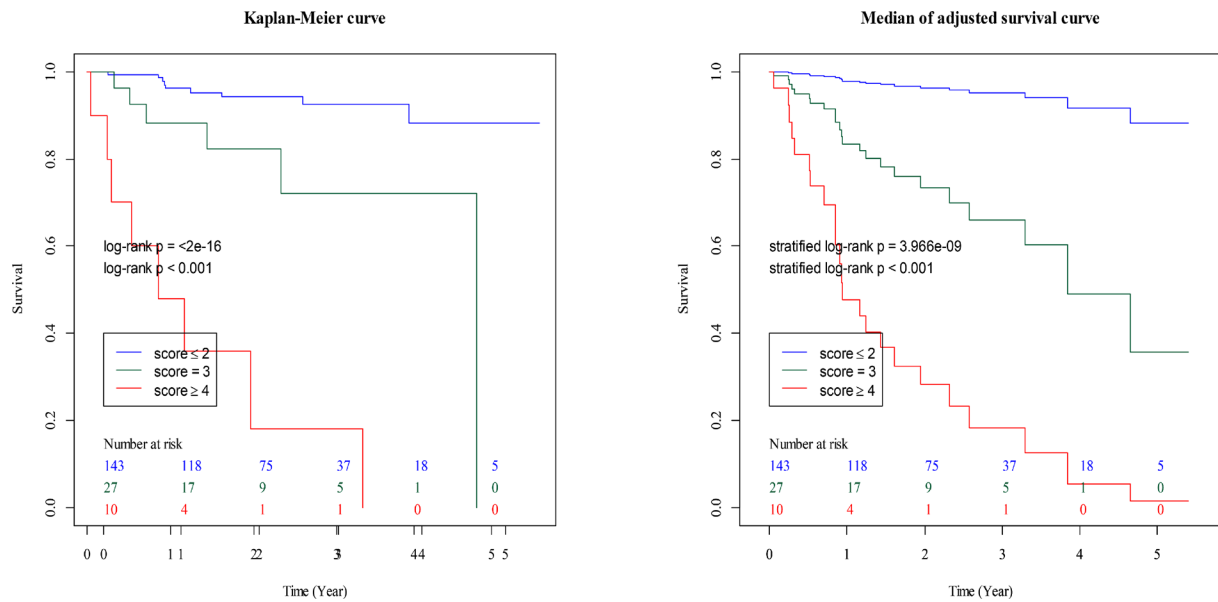 Kaplan-Meier curve
Survival
1.0
0.8
0.6
0.4
0.2
0.0
log-rank p = <2e-16
log-rank p < 0.001
score ≤ 2
score = 3
score ≥ 4
Number at risk
143 118 75 37 18 5
27 17 9 5 1 0
10 4 1 1 0 0
0 0 1 1 2 2 3 3 4 4 5 5
Time (Year)
Median of adjusted survival curve
Survival
1.0
0.8
0.6
0.4
0.2
0.0
stratified log-rank p = 3.966e-09
stratified log-rank p < 0.001
score ≤ 2
score = 3
score ≥ 4
Number at risk
143 118 75 37 18 5
27 17 9 5 1 0
10 4 1 1 0 0
0 1 2 3 4 5
Time (Year)